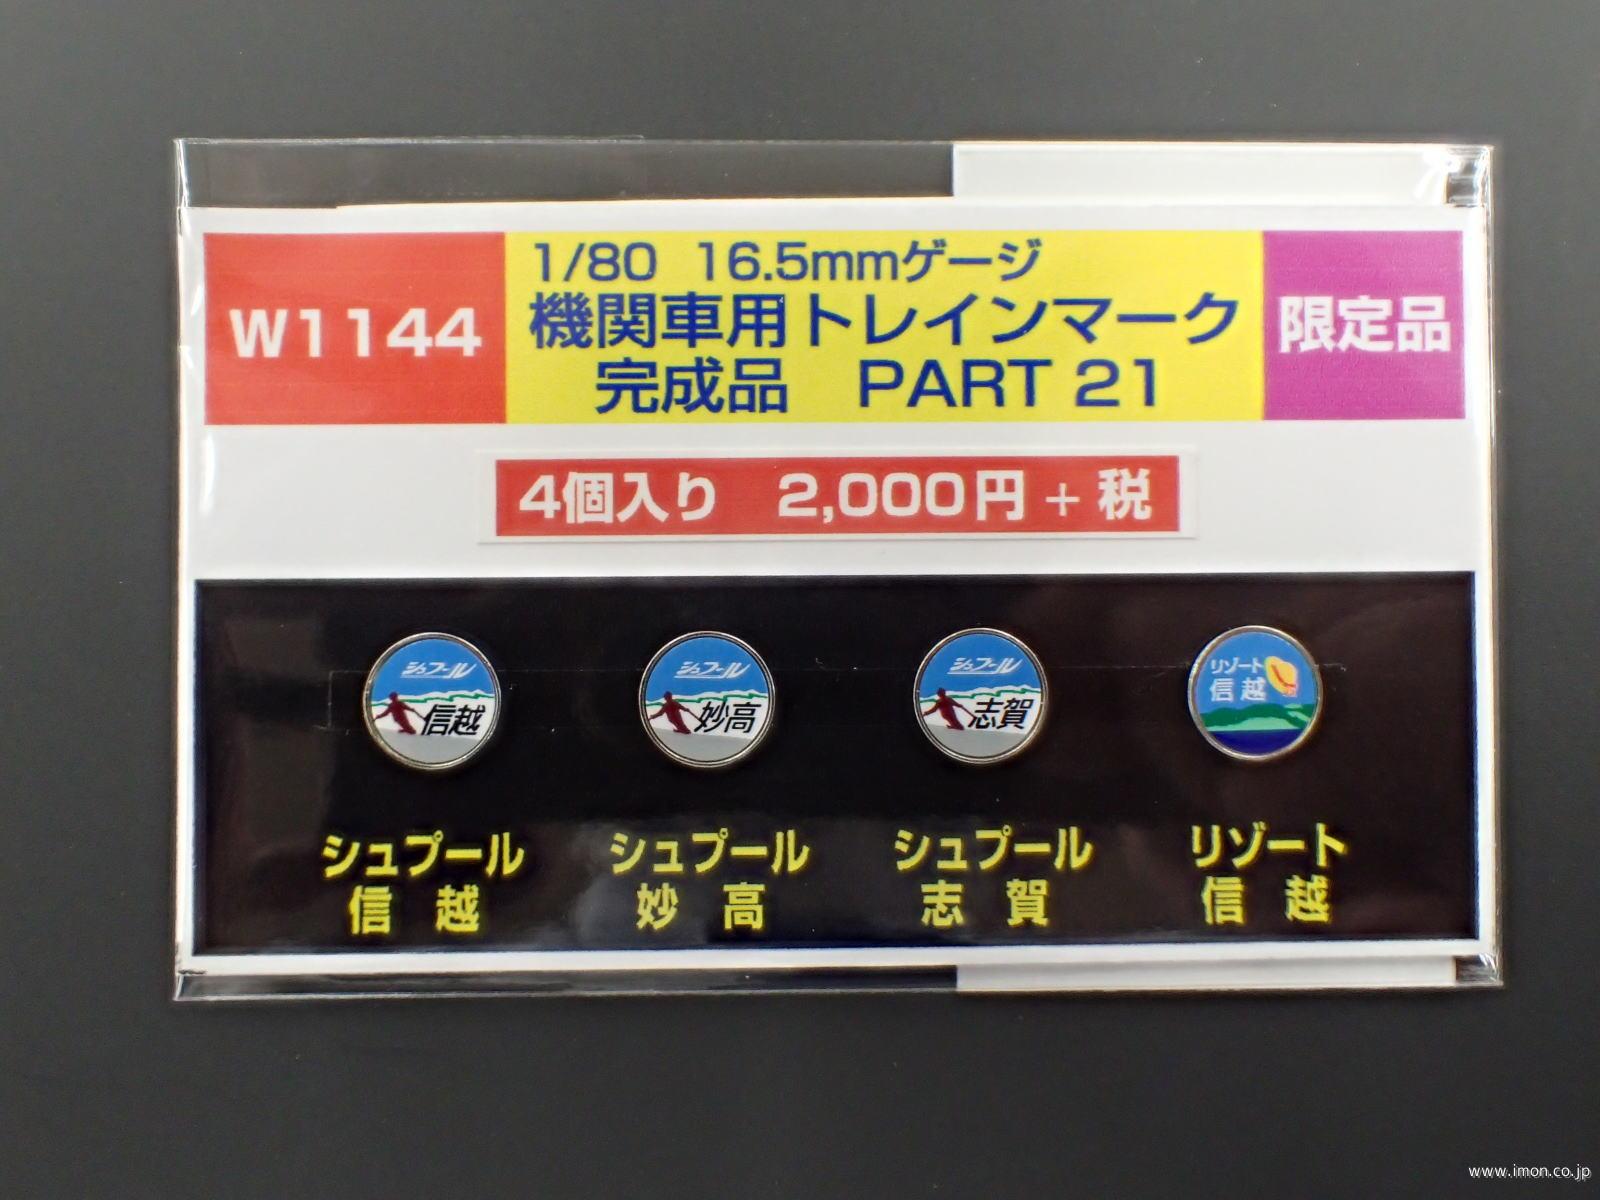 W1144
1/80 16.5mmゲージ
機関車用トレインマーク
完成品 PART 21
限定品
4個入り 2,000円 + 税
シュプール
信越
シュプール
妙高
シュプール
志賀
リゾート
信越
シュプール
信 越
シュプール
妙 高
シュプール
志 賀
リゾート
信 越
www.imon.co.jp